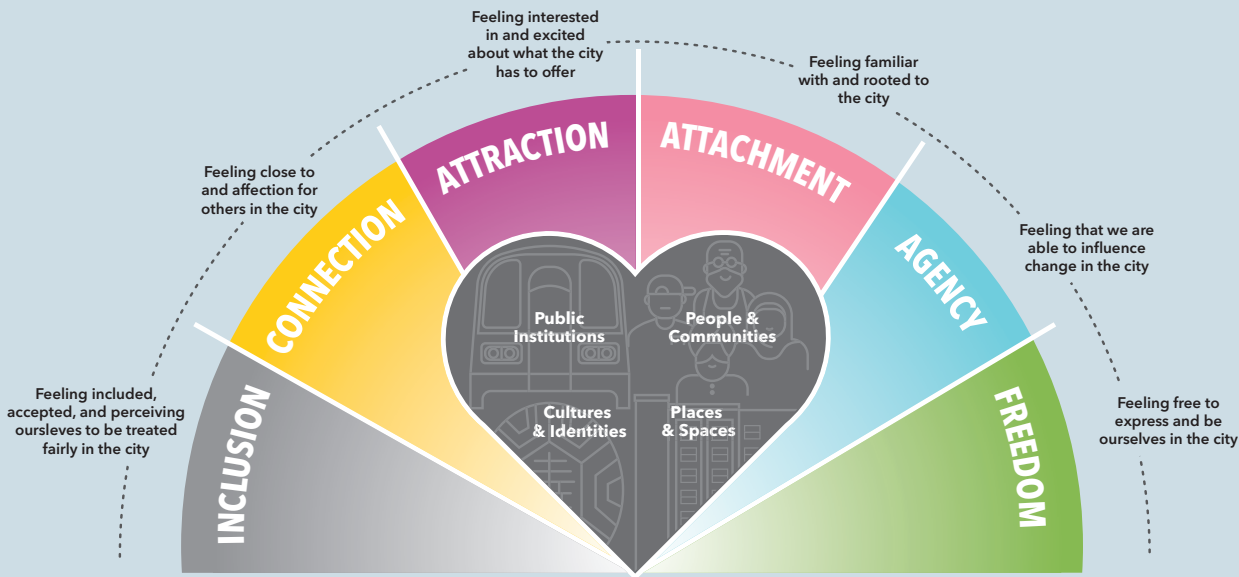 Feeling included,
accepted, and perceiving
oursleves to be treated
fairly in the city
INCLUSION
Feeling close to
and affection for
others in the city
CONNECTION
Feeling interested
in and excited
about what the city
has to offer
ATTRACTION
Feeling familiar
with and rooted to
the city
ATTACHMENT
Feeling that we are
able to influence
change in the city
AGENCY
Feeling free to
express and be
ourselves in the city
FREEDOM
Public
Institutions
People &
Communities
Cultures
& Identities
Places
& Spaces